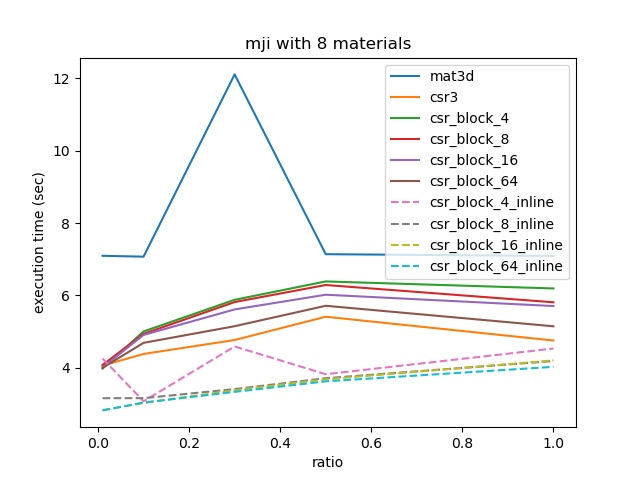 mji with 8 materials
12
10
8
6
4
execution time (sec)
mat3d
csr3
csr_block_4
csr_block_8
csr_block_16
csr_block_64
csr_block_4_inline
csr_block_8_inline
csr_block_16_inline
csr_block_64_inline
0.0 0.2 0.4 0.6 0.8 1.0
ratio